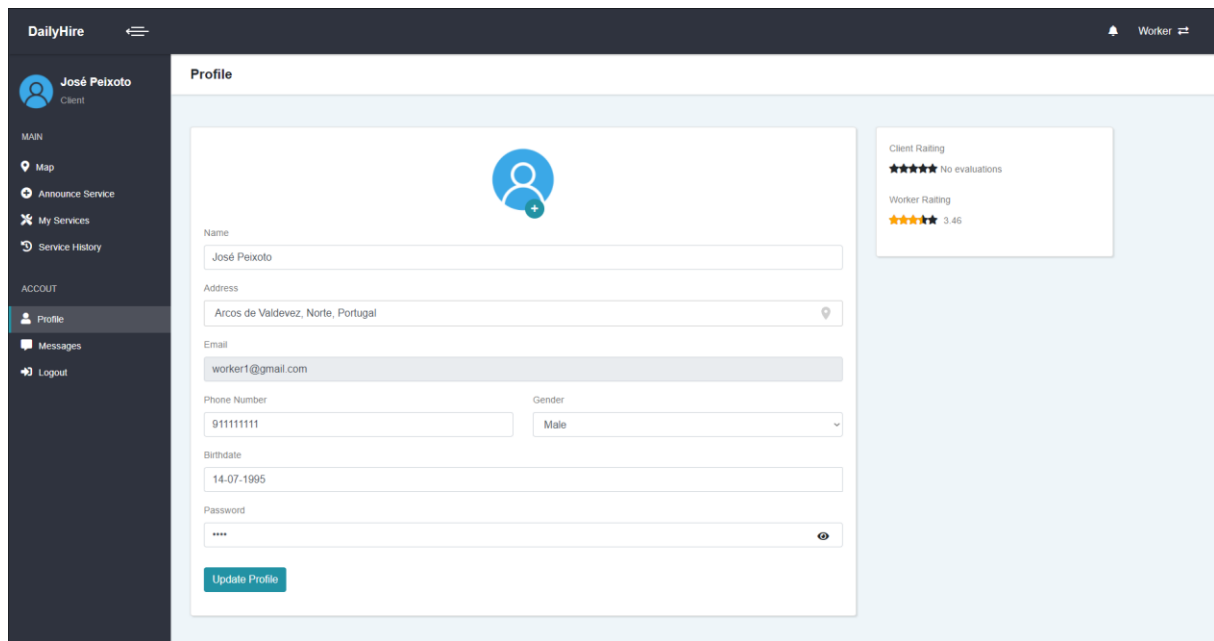 DailyHire
Worker
José Peixoto
Client
MAIN
Map
Announce Service
My Services
Service History
ACCOUT
Profile
Messages
Logout
Profile
Name
José Peixoto
Address
Arcos de Valdevez, Norte, Portugal
Email
worker1@gmail.com
Phone Number
Gender
911111111
Male
Birthdate
14-07-1995
Password
••••
Update Profile
Client Raiting
No evaluations
Worker Raiting
3.46